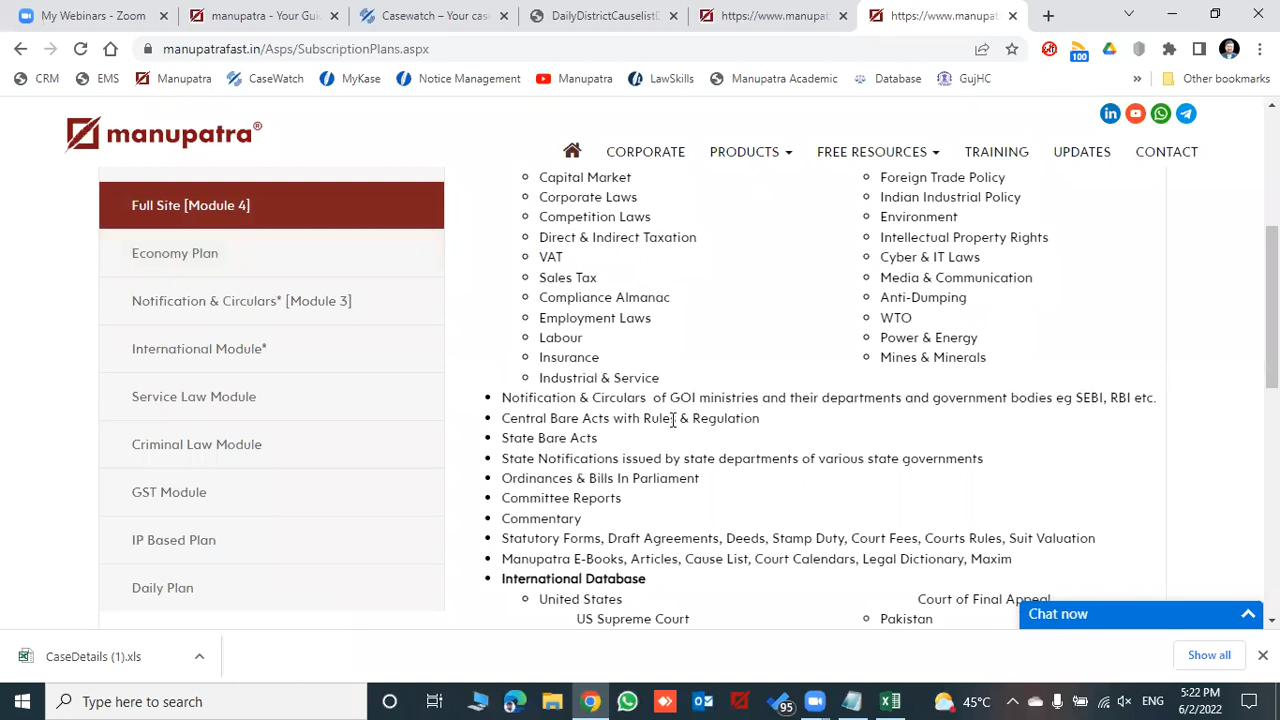 My Webinars - Zoom
manupatra - Your Gui
Casewatch – Your cas
DailyDistrictCauselistD
https://www.manupat
https://www.manupat
manupatrafast.in/Asps/SubscriptionPlans.aspx
100
CRM
EMS
Manupatra
CaseWatch
MyKase
Notice Management
Manupatra
LawSkills
Manupatra Academic
Database
GujHC
»
Other bookmarks
manupatra®
CORPORATE
PRODUCTS
FREE RESOURCES
TRAINING
UPDATES
CONTACT
Full Site [Module 4]
Economy Plan
Notification & Circulars* [Module 3]
International Module*
Service Law Module
Criminal Law Module
GST Module
IP Based Plan
Daily Plan
Capital Market
Corporate Laws
Competition Laws
Direct & Indirect Taxation
VAT
Sales Tax
Compliance Almanac
Employment Laws
Labour
Insurance
Industrial & Service
Foreign Trade Policy
Indian Industrial Policy
Environment
Intellectual Property Rights
Cyber & IT Laws
Media & Communication
Anti-Dumping
WTO
Power & Energy
Mines & Minerals
Notification & Circulars of GOI ministries and their departments and government bodies eg SEBI, RBI etc.
Central Bare Acts with Rules & Regulation
State Bare Acts
State Notifications issued by state departments of various state governments
Ordinances & Bills In Parliament
Committee Reports
Commentary
Statutory Forms, Draft Agreements, Deeds, Stamp Duty, Court Fees, Courts Rules, Suit Valuation
Manupatra E-Books, Articles, Cause List, Court Calendars, Legal Dictionary, Maxim
International Database
United States
US Supreme Court
Court of Final Appeal
Pakistan
Chat now
CaseDetails (1).xls
Show all
Type here to search
95
45°C
ENG
5:22 PM
6/2/2022